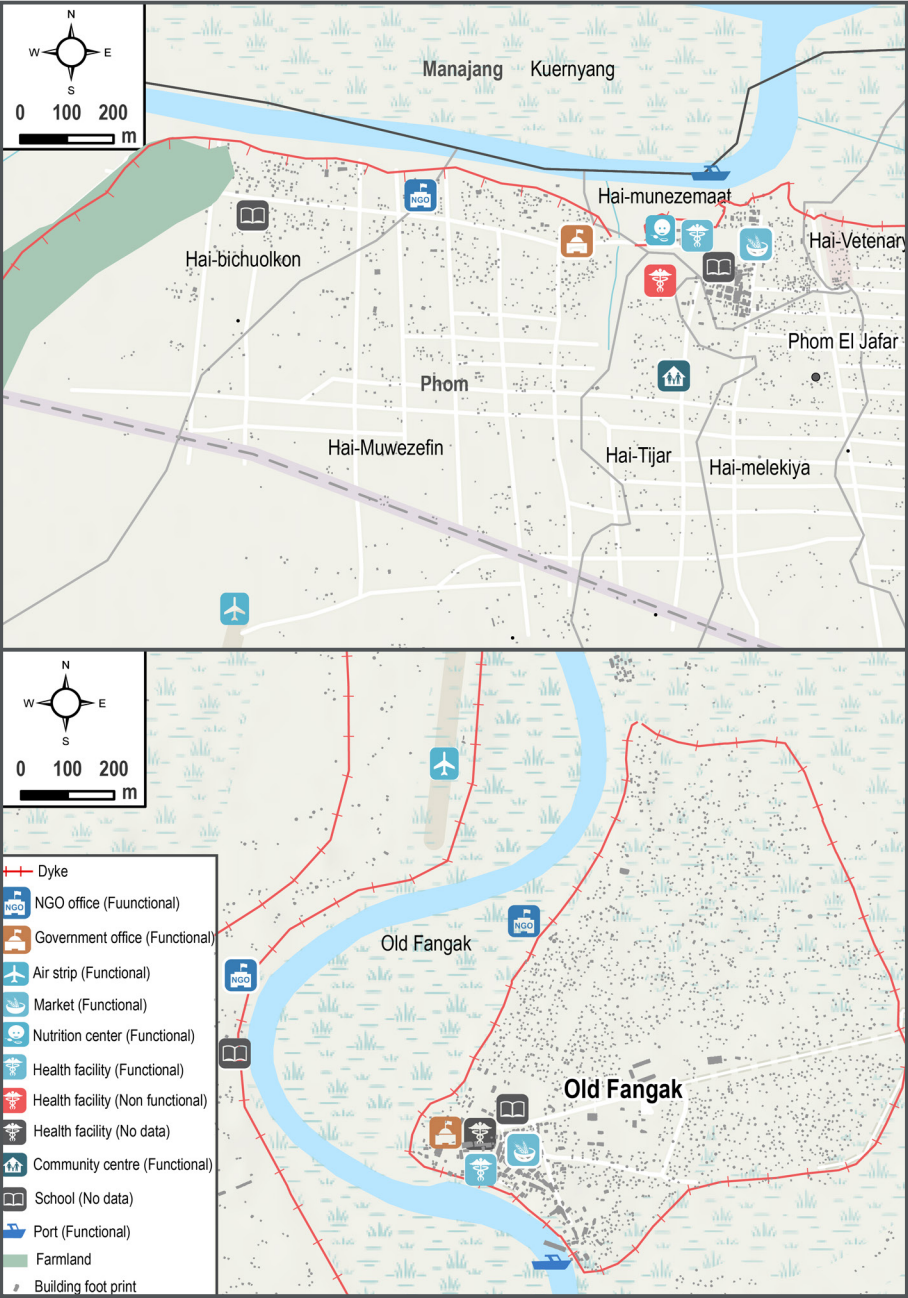 N
W E
S
0 100 200
m
Manajang Kuernyang
Hai-munezemaat
NGO
Hai-Vetenary
Hai-bichuolkon
Phom El Jafar
Phom
Hai-Muwezefin
Hai-Tijar
Hai-melekiya
N
W E
S
0 100 200
m
Dyke
NGO
NGO office (Fuunctional)
Government office (Functional)
Air strip (Functional)
Market (Functional)
Nutrition center (Functional)
Health facility (Functional)
Health facility (Non functional)
Health facility (No data)
Community centre (Functional)
School (No data)
Port (Functional)
Farmland
Building foot print
NGO
Old Fangak
NGO
Old Fangak